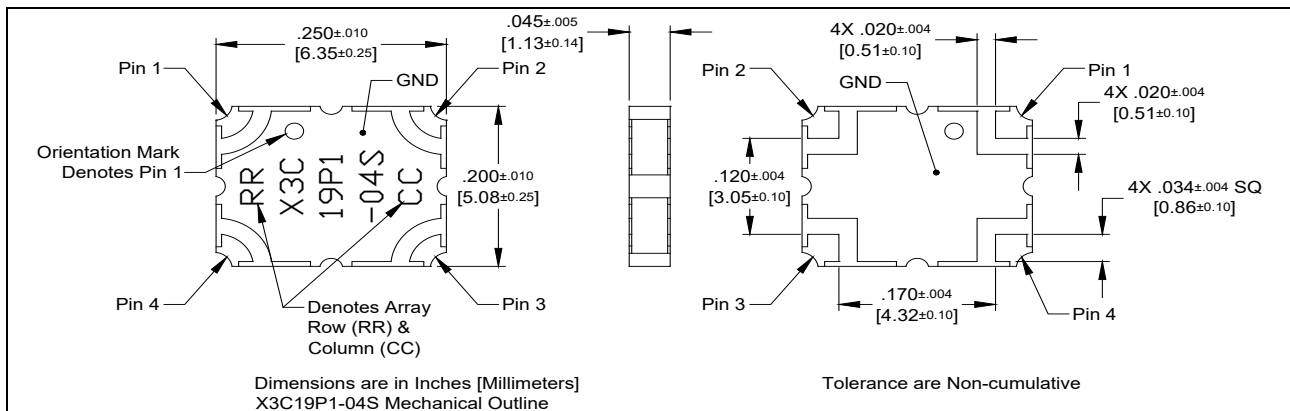 .250±.010
[6.35±0.25]
Pin 1
GND
Pin 2
Orientation Mark
Denotes Pin 1
RR
X3C
19P1
-04S
CC
.200±.010
[5.08±0.25]
Pin 4
Pin 3
Denotes Array
Row (RR) &
Column (CC)
.045±.005
[1.13±0.14]
4X .020±.004
[0.51±0.10]
Pin 2
GND
Pin 1
4X .020±.004
[0.51±0.10]
.120±.004
[3.05±0.10]
4X .034±.004 SQ
[0.86±0.10]
Pin 3
.170±.004
[4.32±0.10]
Pin 4
Dimensions are in Inches [Millimeters]
X3C19P1-04S Mechanical Outline
Tolerance are Non-cumulative